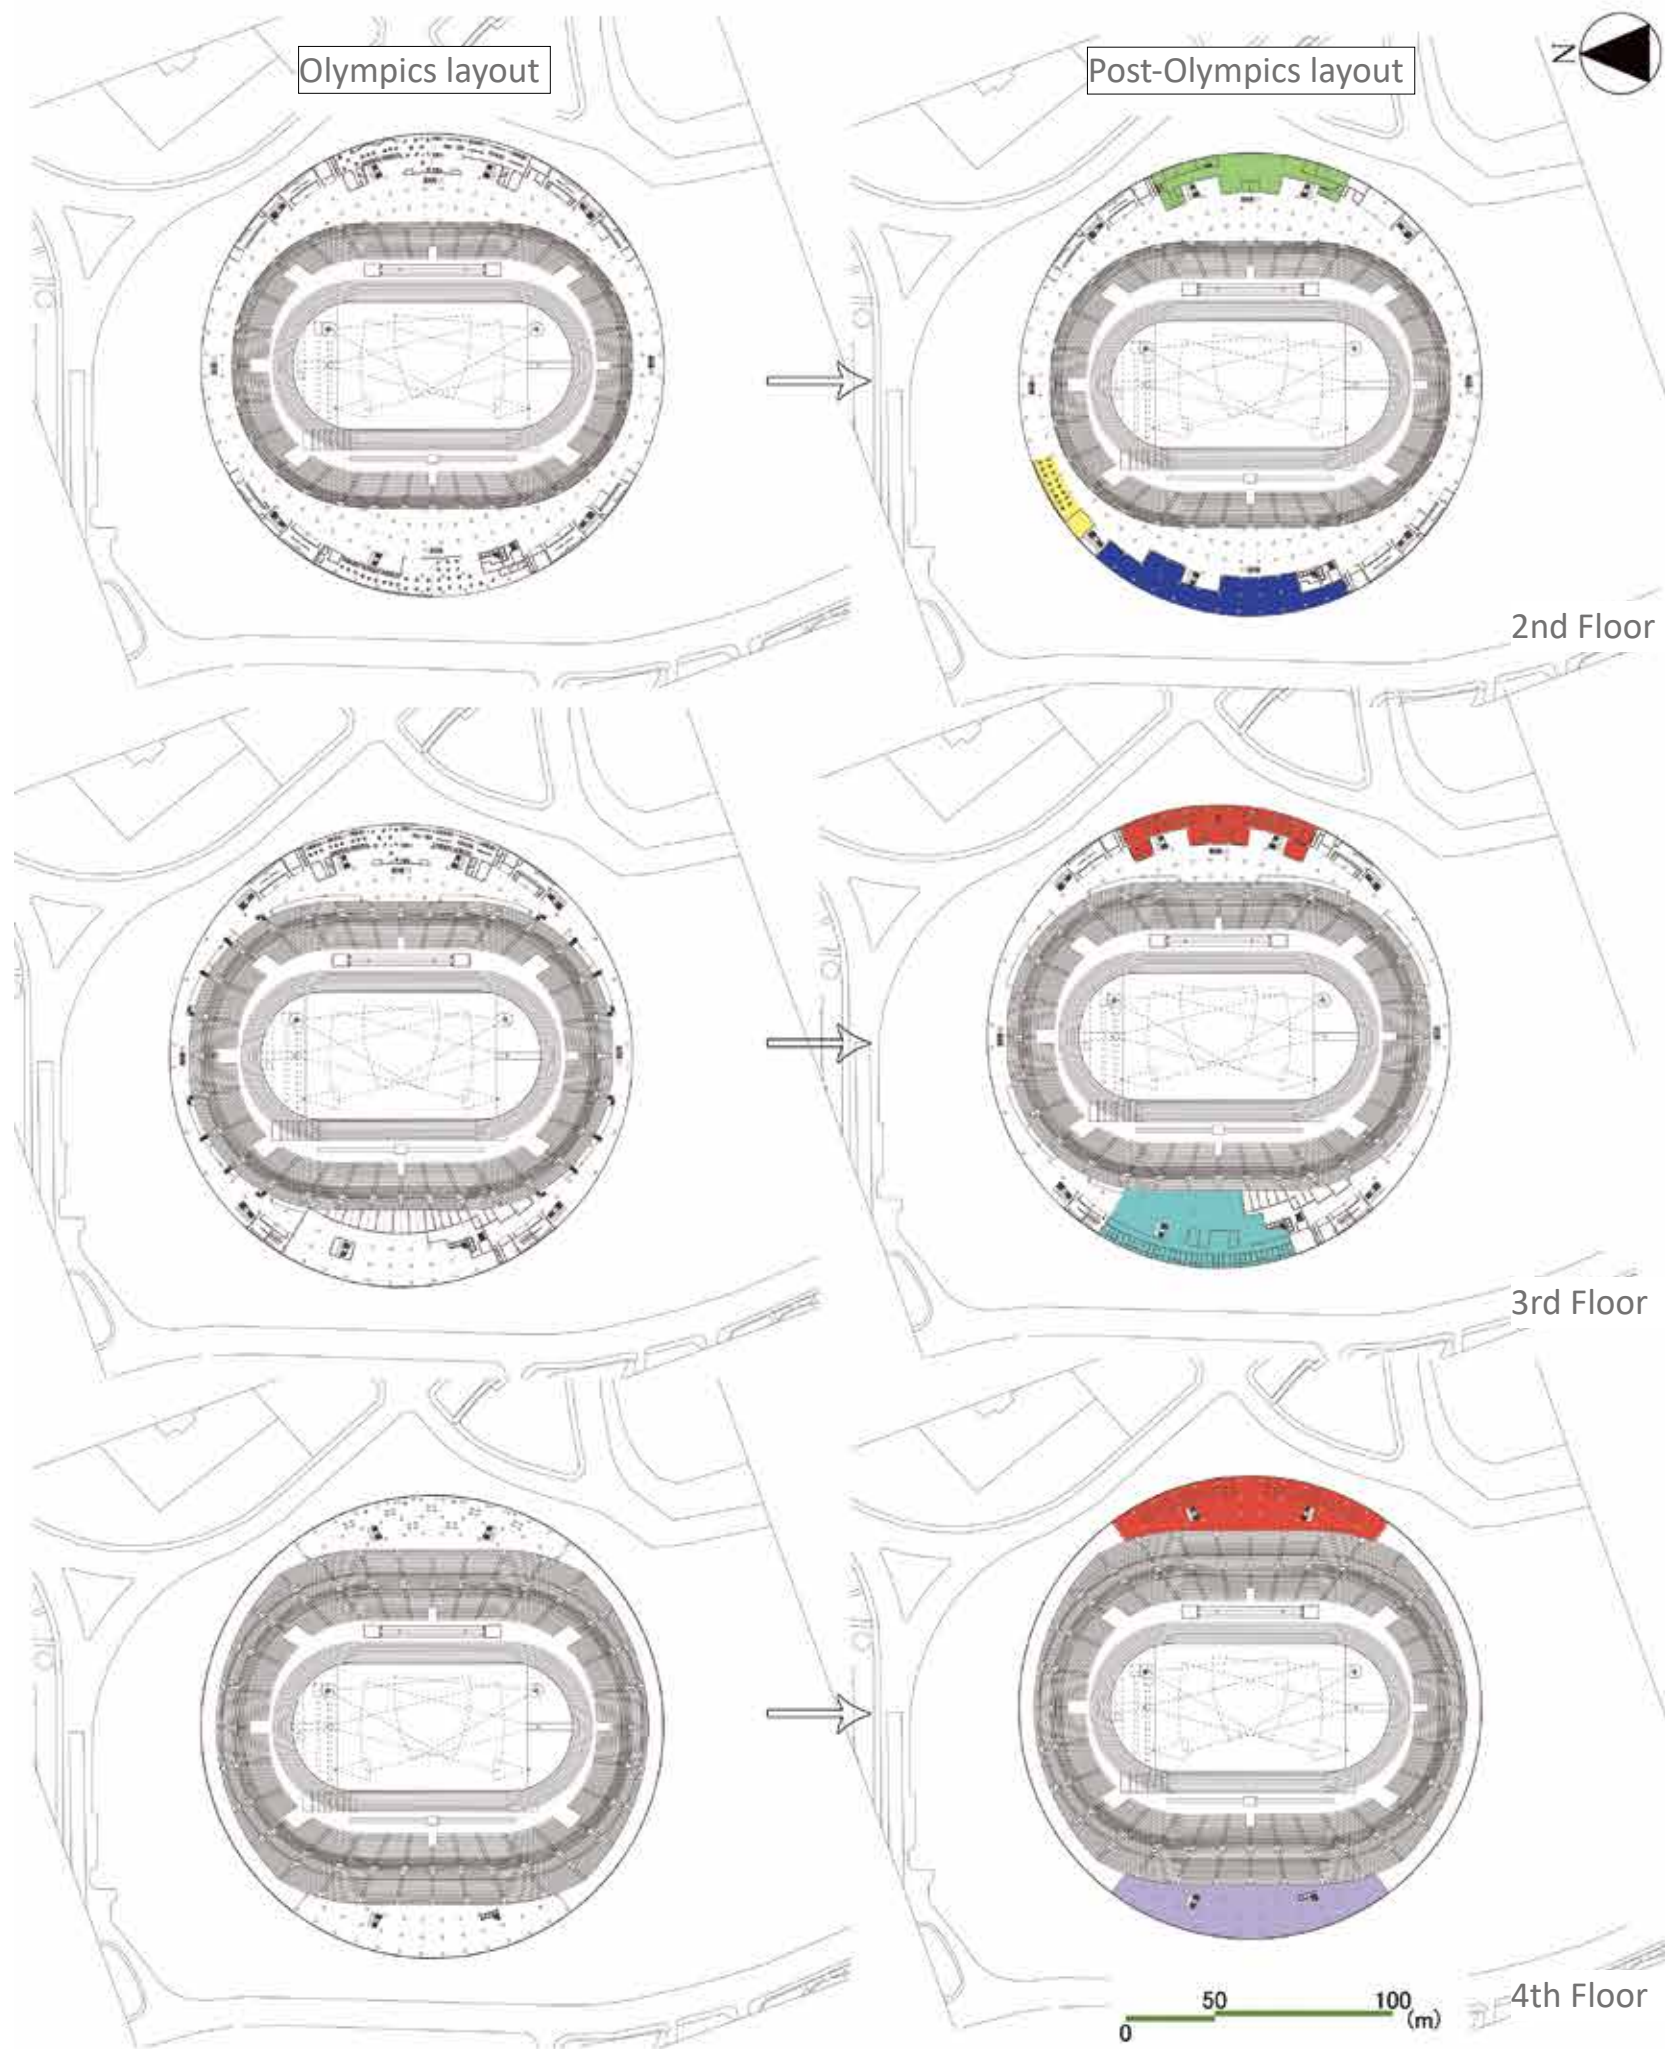 Olympics layout
Post-Olympics layout
N
2nd Floor
3rd Floor
4th Floor
0
50
100
(m)